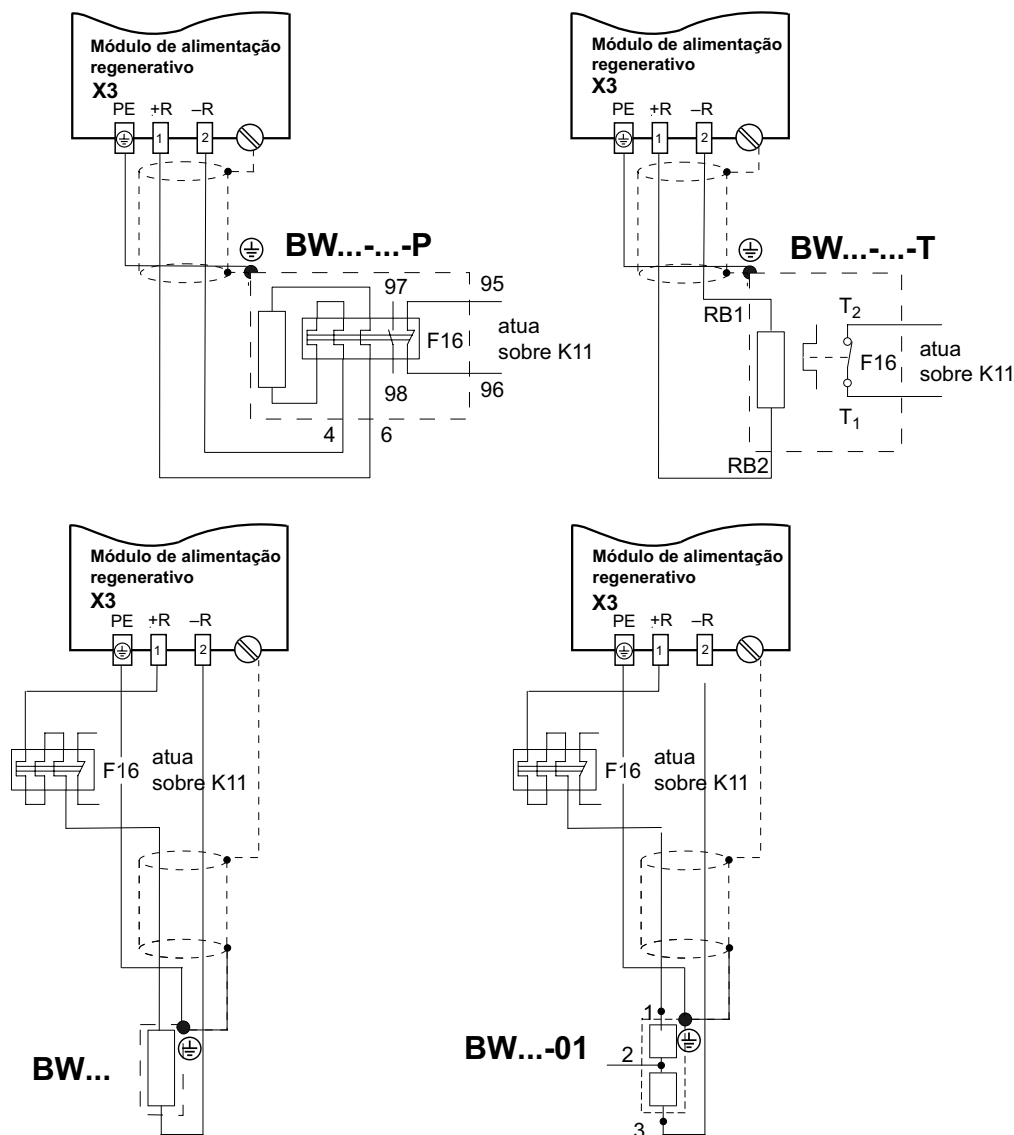 Módulo de alimentação
regenerativo
X3
PE +R –R
1 2
BW...-...-P
97 95
F16
atua
sobre K11
98 96
4 6
Módulo de alimentação
regenerativo
X3
PE +R –R
1 2
BW...-...-T
RB1
T2
F16
atua
sobre K11
T1
RB2
Módulo de alimentação
regenerativo
X3
PE +R –R
1 2
F16
atua
sobre K11
BW...
Módulo de alimentação
regenerativo
X3
PE +R –R
1 2
F16
atua
sobre K11
1
BW...-01
2
3